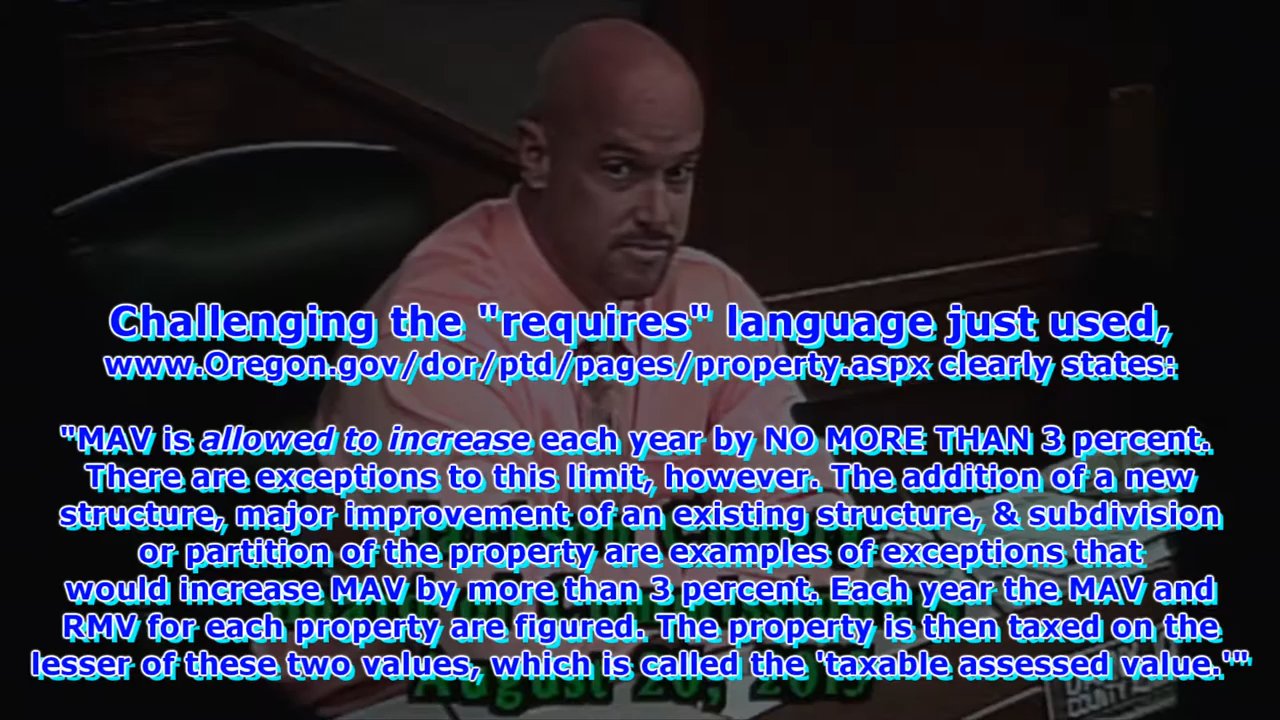 Challenging the "requires" language just used,
www.Oregon.gov/dor/ptd/pages/property.aspx clearly states:
"MAV is allowed to increase each year by NO MORE THAN 3 percent.
There are exceptions to this limit, however. The addition of a new
structure, major improvement of an existing structure, & subdivision
or partition of the property are examples of exceptions that
would increase MAV by more than 3 percent. Each year the MAV and
RMV for each property are figured. The property is then taxed on the
lesser of these two values, which is called the 'taxable assessed value.'"
August 20, 2015
COUNTY